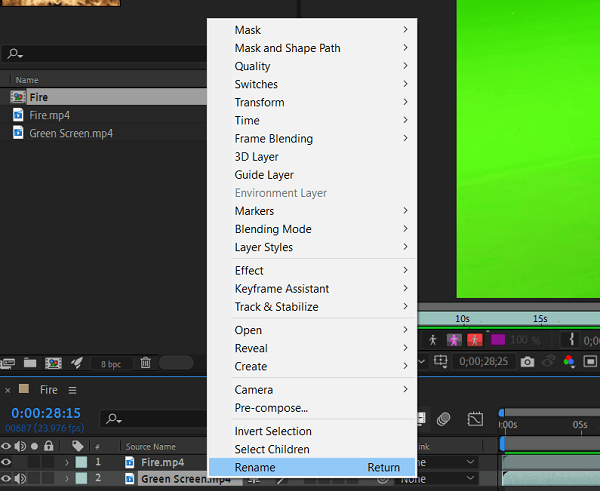 Name
Fire
Fire.mp4
Green Screen.mp4
8 bpc
Mask
Mask and Shape Path
Quality
Switches
Transform
Time
Frame Blending
3D Layer
Guide Layer
Environment Layer
Markers
Blending Mode
Layer Styles
Effect
Keyframe Assistant
Track & Stabilize
Open
Reveal
Create
Camera
Pre-compose...
Invert Selection
Select Children
Rename Return
10s 15s
100 %
0;00;28;25
Fire
0:00:28:15
00687 (23.976 fps)
:00s 05s
# Source Name
1 Fire.mp4
2 Green Screen.mp4 None